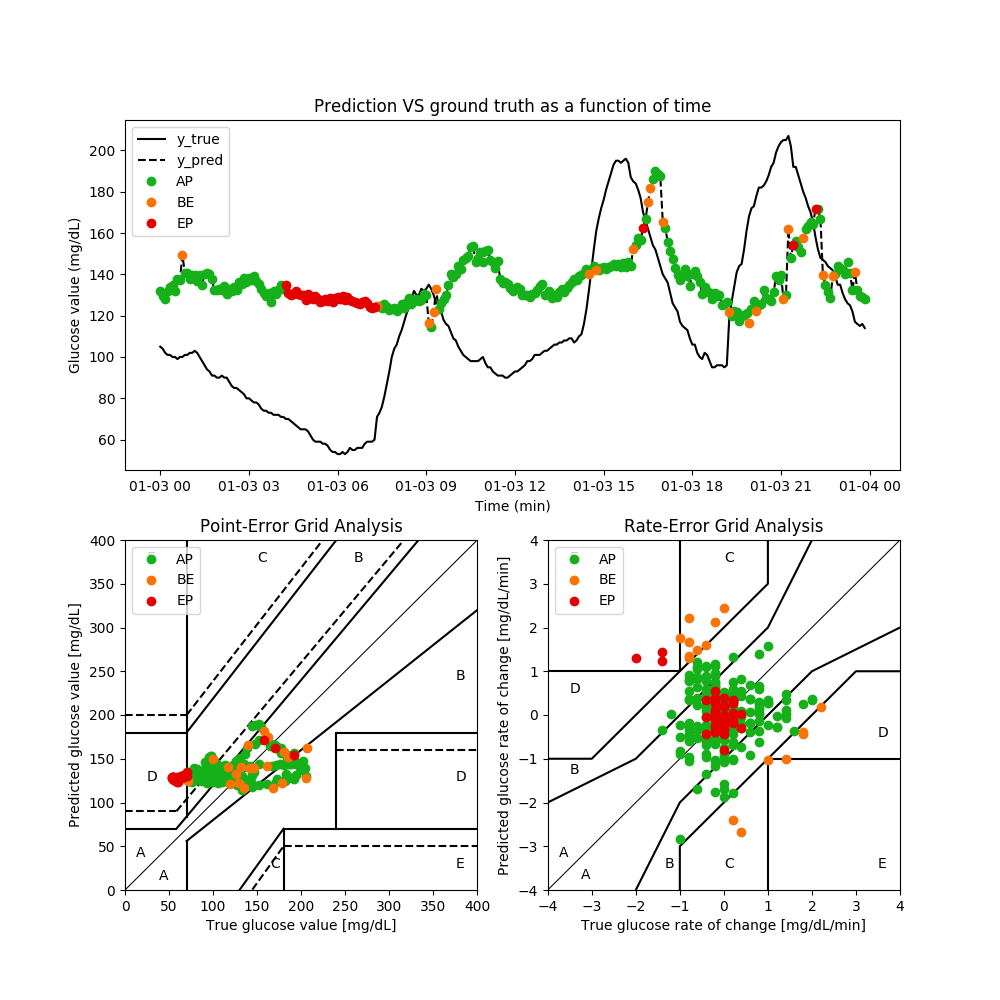 Prediction VS ground truth as a function of time
Glucose value (mg/dL)
200
180
160
140
120
100
80
60
y_true
y_pred
AP
BE
EP
01-03 00 01-03 03 01-03 06 01-03 09 01-03 12 01-03 15 01-03 18 01-03 21 01-04 00
Time (min)
Point-Error Grid Analysis
Predicted glucose value [mg/dL]
400
350
300
250
200
150
100
50
0
AP
BE
EP
C
B
B
D
D
A
A
C
E
0 50 100 150 200 250 300 350 400
True glucose value [mg/dL]
Rate-Error Grid Analysis
Predicted glucose rate of change [mg/dL/min]
4
3
2
1
0
−1
−2
−3
−4
AP
BE
EP
C
D
D
B
A
A
B
C
E
−4 −3 −2 −1 0 1 2 3 4
True glucose rate of change [mg/dL/min]